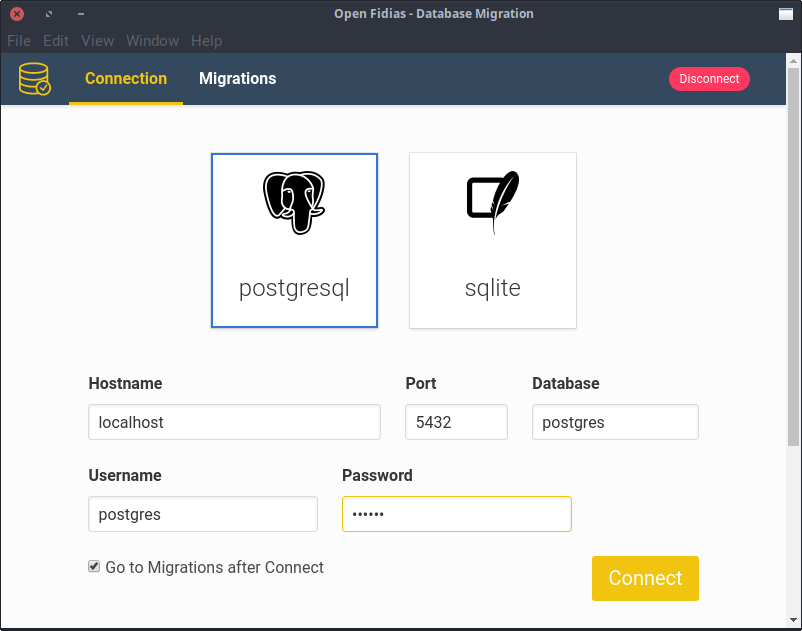 Open Fidias - Database Migration
File Edit View Window Help
Connection Migrations Disconnect
postgresql sqlite
Hostname Port Database
localhost 5432 postgres
Username Password
postgres ••••••
Go to Migrations after Connect
Connect